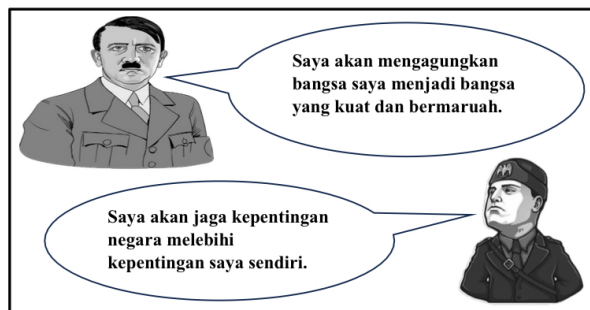 Saya akan mengagungkan
bangsa saya menjadi bangsa
yang kuat dan bermaruah.
Saya akan jaga kepentingan
negara melebihi
kepentingan saya sendiri.